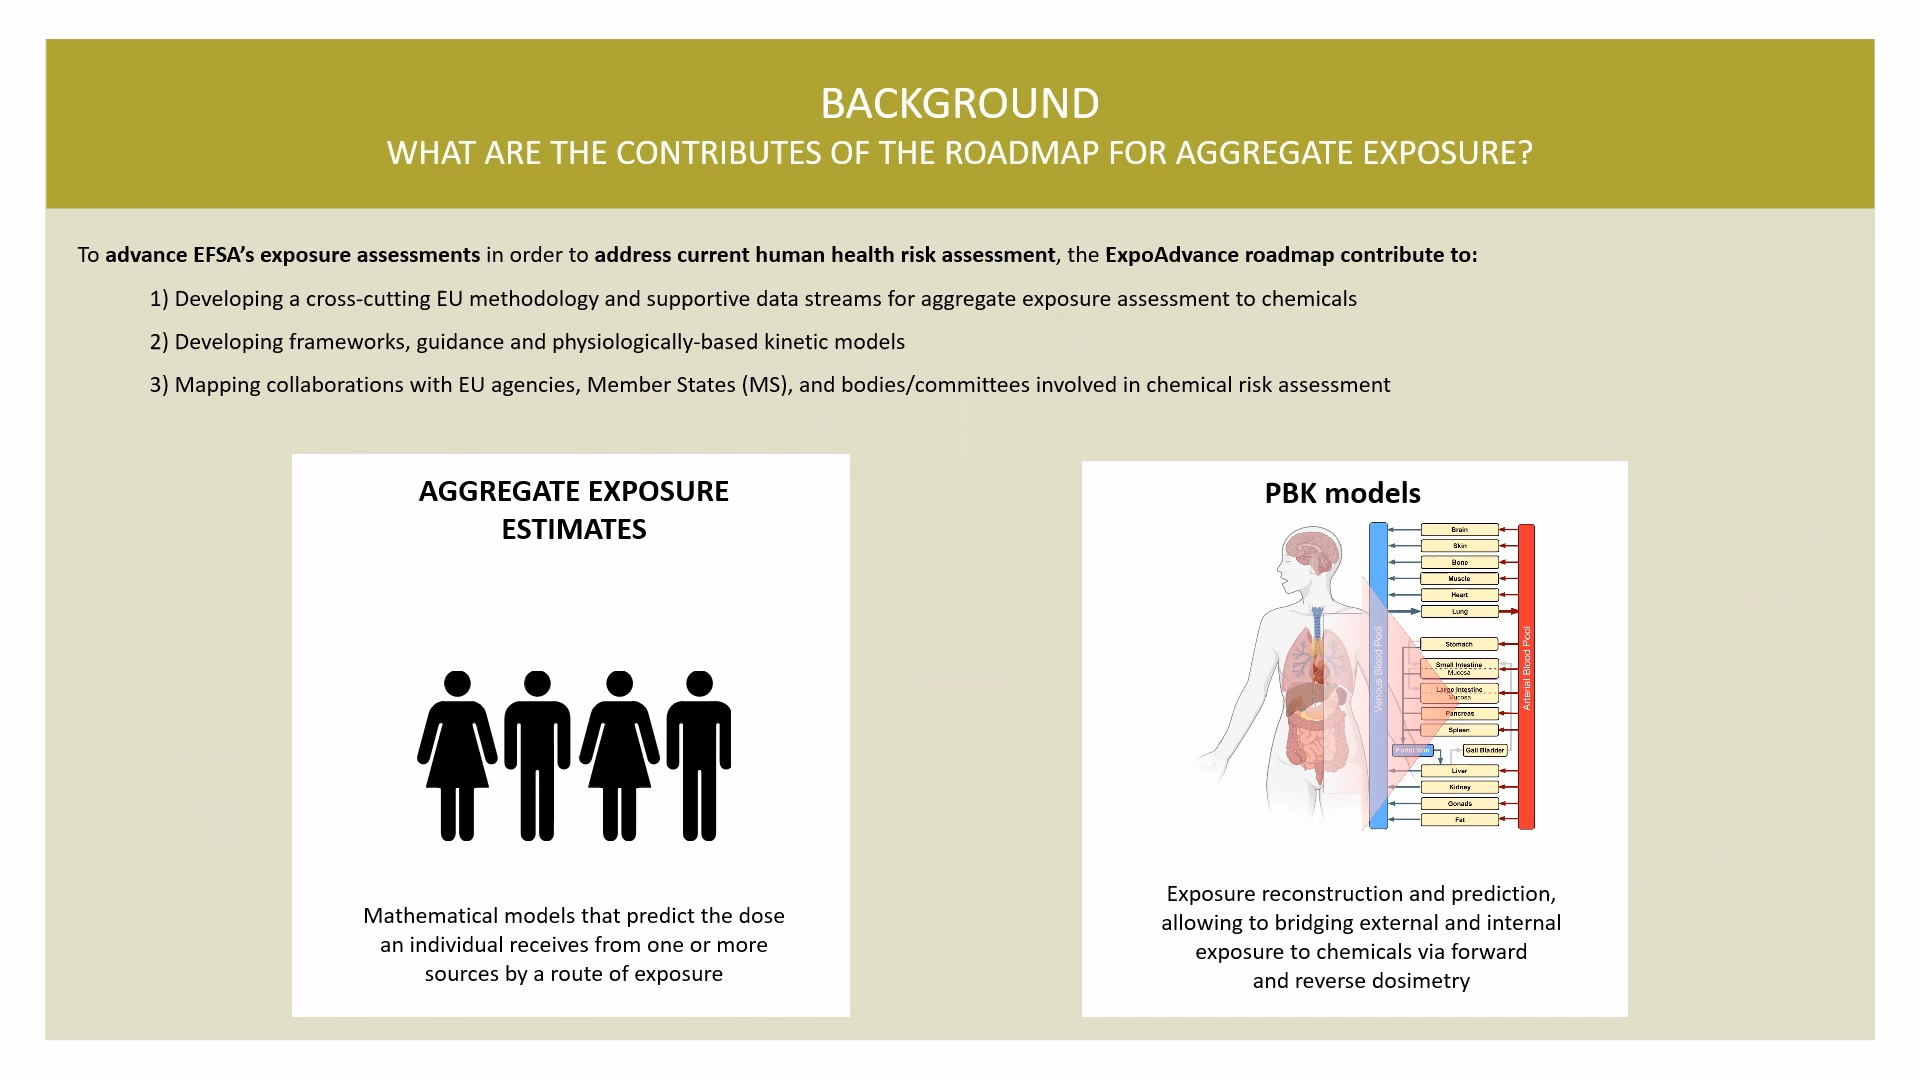 BACKGROUND
WHAT ARE THE CONTRIBUTES OF THE ROADMAP FOR AGGREGATE EXPOSURE?
To advance EFSA’s exposure assessments in order to address current human health risk assessment, the ExpoAdvance roadmap contribute to:
1) Developing a cross-cutting EU methodology and supportive data streams for aggregate exposure assessment to chemicals
2) Developing frameworks, guidance and physiologically-based kinetic models
3) Mapping collaborations with EU agencies, Member States (MS), and bodies/committees involved in chemical risk assessment
AGGREGATE EXPOSURE
ESTIMATES
Mathematical models that predict the dose
an individual receives from one or more
sources by a route of exposure
PBK models
Venous Blood Pool
Brain
Skin
Bone
Muscle
Heart
Lung
Stomach
Small Intestine
Mucosa
Large Intestine
Mucosa
Pancreas
Spleen
Portal Vein
Gall Bladder
Liver
Kidney
Gonads
Fat
Arterial Blood Pool
Exposure reconstruction and prediction,
allowing to bridging external and internal
exposure to chemicals via forward
and reverse dosimetry